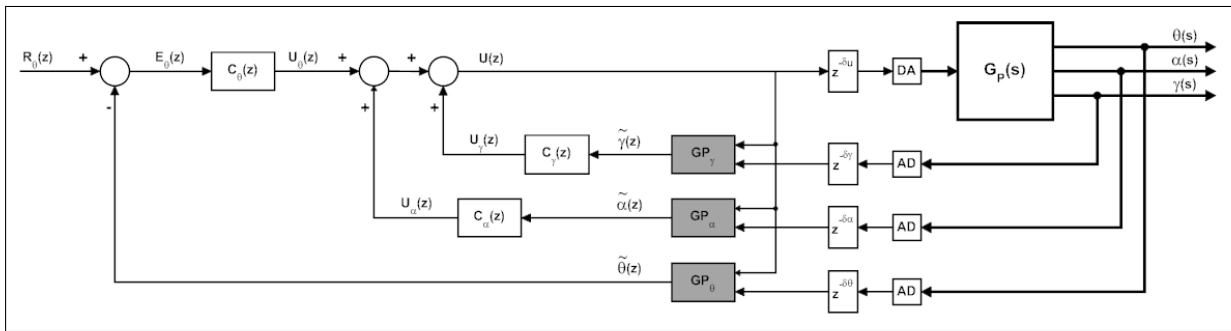 R_θ(z) + E_θ(z) C_θ(z) U_θ(z) + + U(z) z^-δu DA G_P(s) θ(s)
α(s)
γ(s)
- + +
U_γ(z) C_γ(z) γ̃(z) GP_γ z^-δγ AD
U_α(z) C_α(z) α̃(z) GP_α z^-δα AD
θ̃(z) GP_θ z^-δθ AD